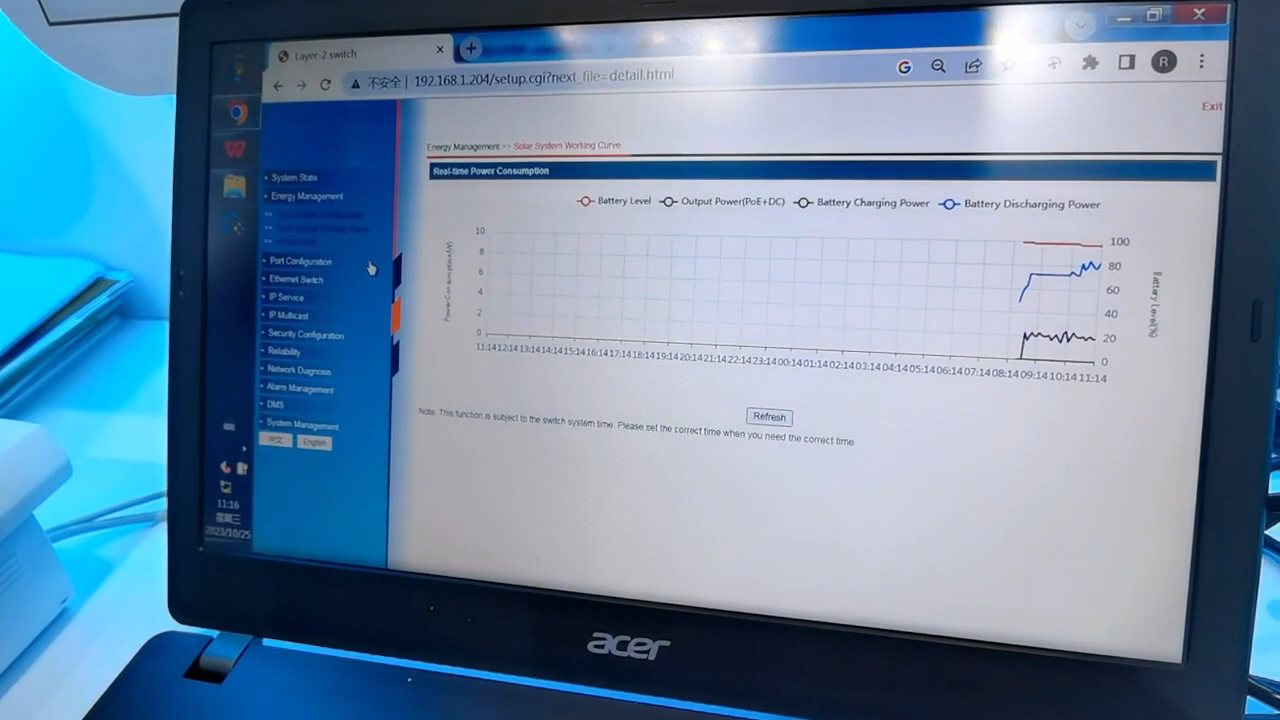 Layer-2 switch
不安全 | 192.168.1.204/setup.cgi?next_file=detail.html
R
Exit
Energy Management >> Solar System Working Curve
Real-time Power Consumption
Battery Level
Output Power(PoE+DC)
Battery Charging Power
Battery Discharging Power
System State
Energy Management
Port Configuration
Ethernet Switch
IP Service
IP Multicast
Security Configuration
Reliability
Network Diagnosis
Alarm Management
DMS
System Management
中文
English
Power Consumption(W)
10
8
6
4
2
0
100
80
60
40
20
0
Battery Level(%)
11:14 12:14 13:14 14:14 15:14 16:14 17:14 18:14 19:14 20:14 21:14 22:14 23:14 00:14 01:14 02:14 03:14 04:14 05:14 06:14 07:14 08:14 09:14 10:14 11:14
Refresh
Note: This function is subject to the switch system time. Please set the correct time when you need the correct time
11:16
星期三
2023/10/25
acer